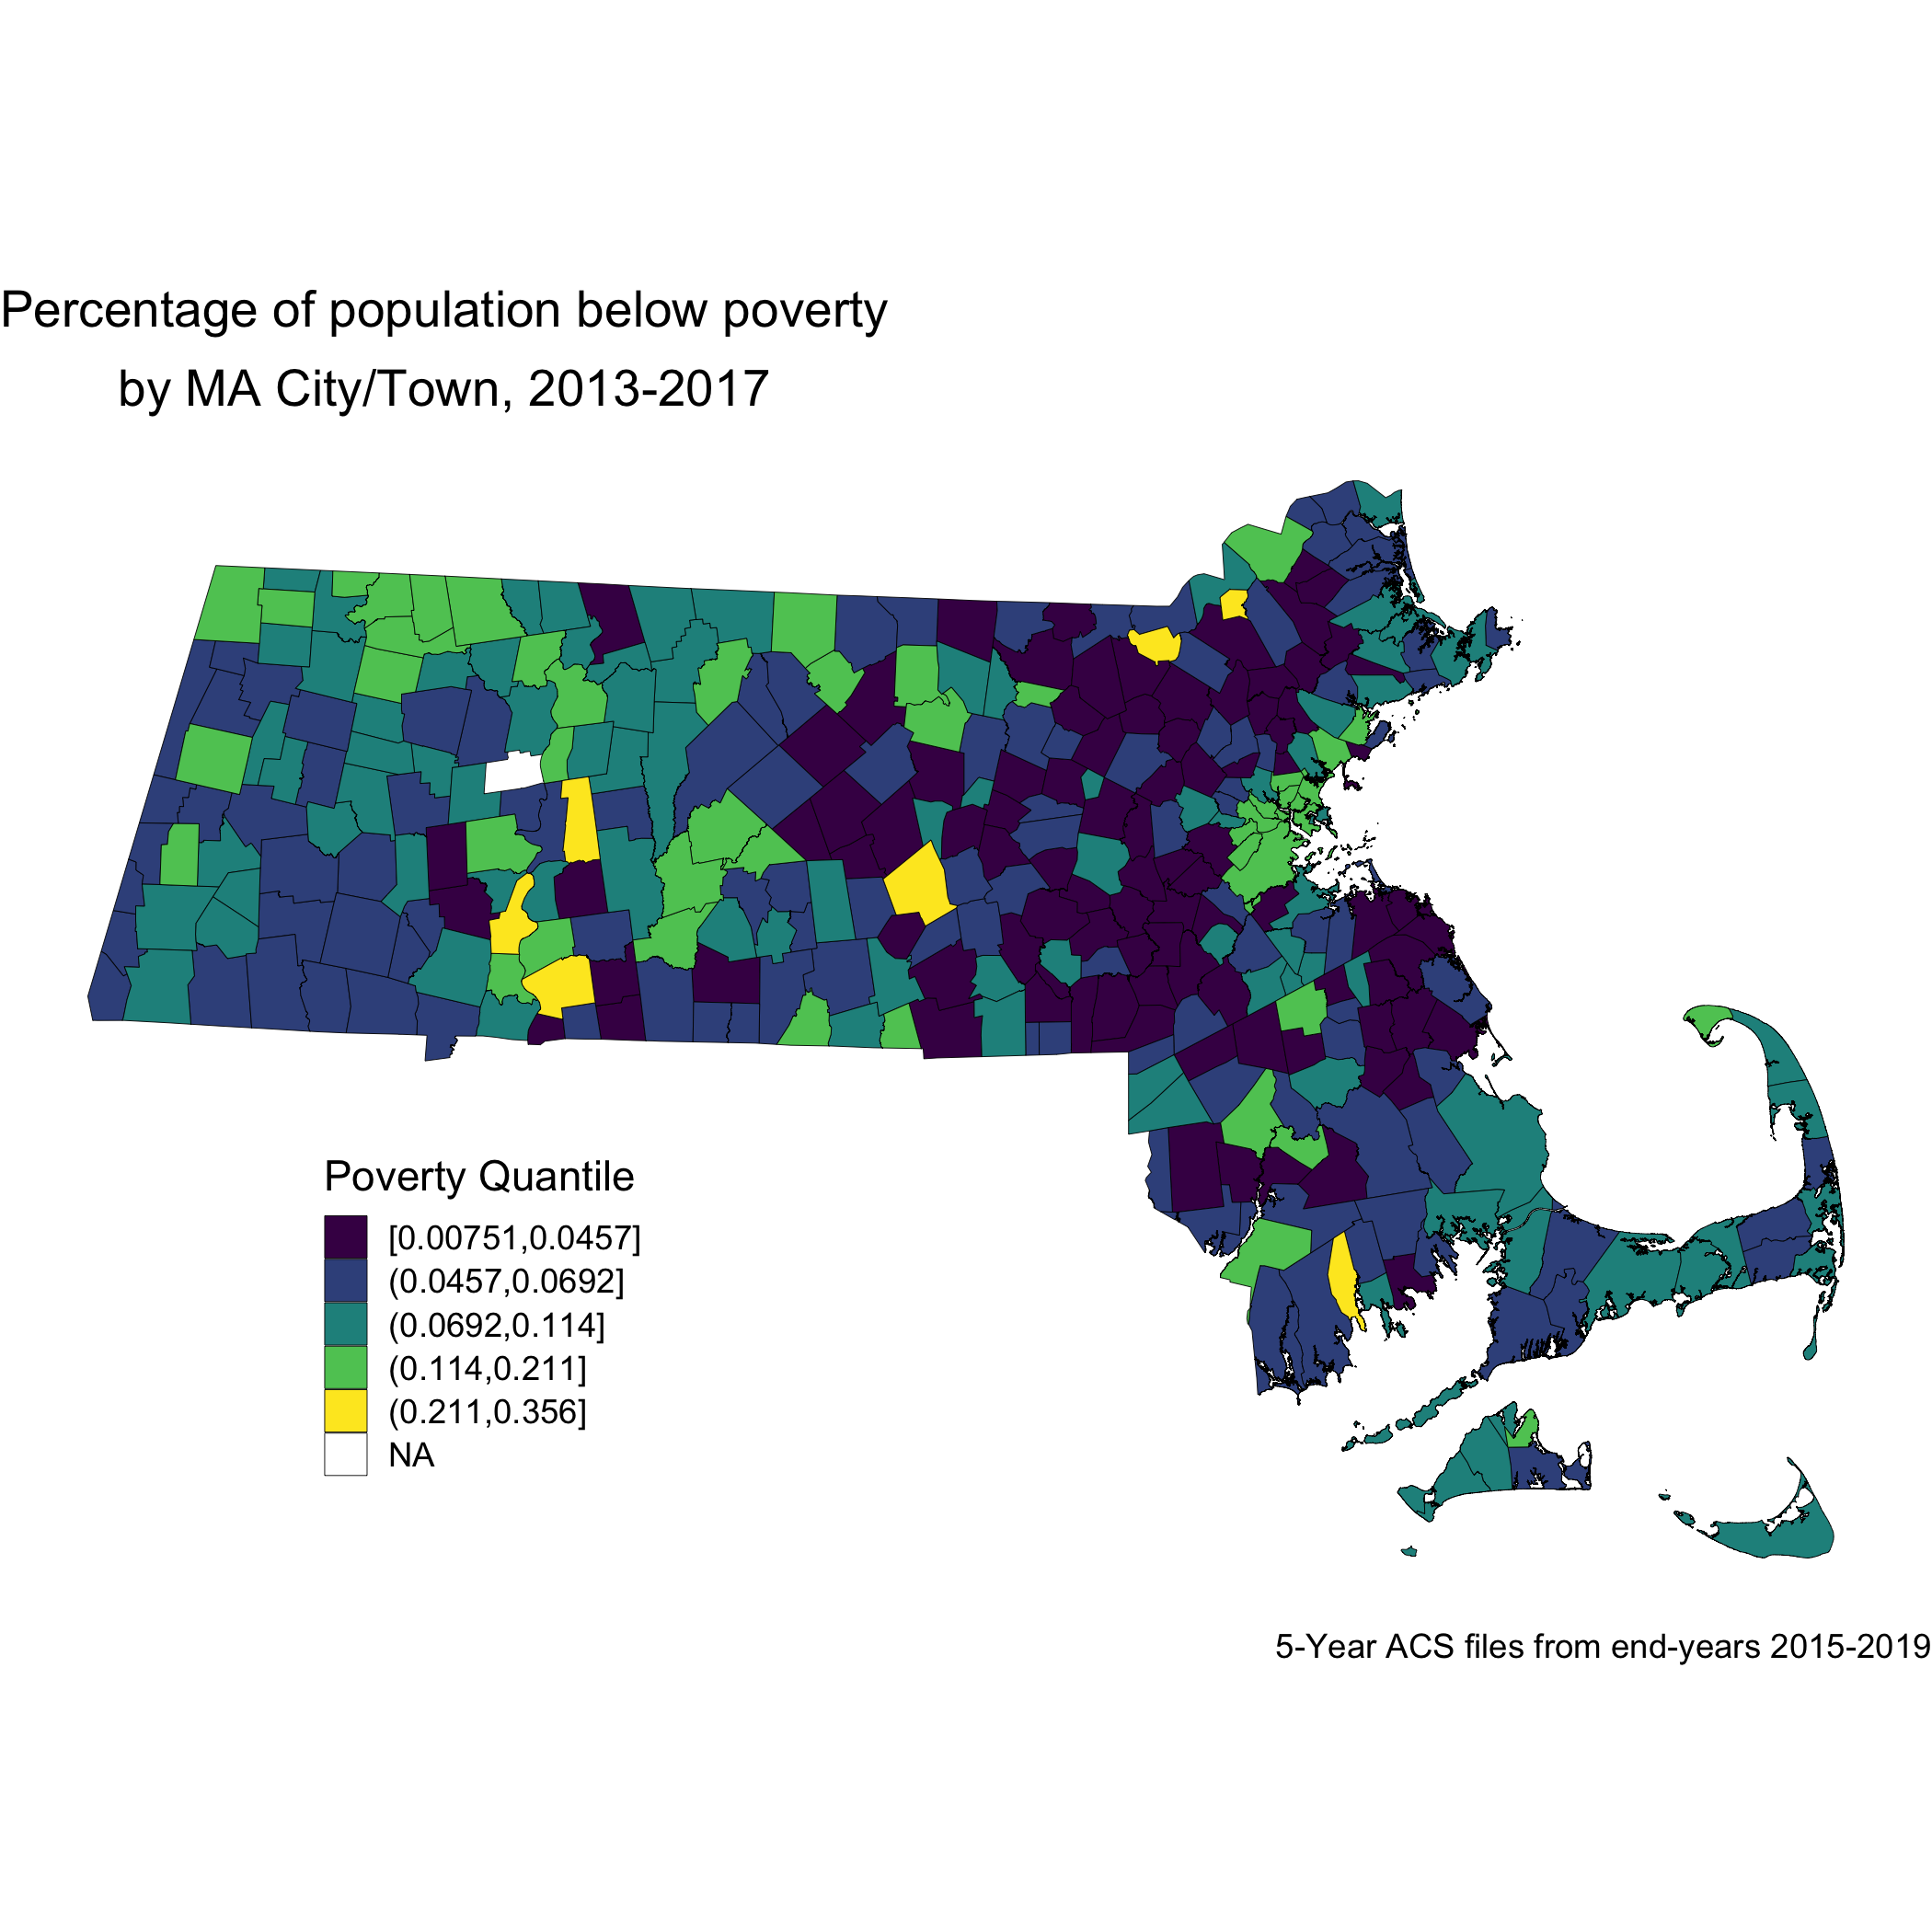 Percentage of population below poverty
by MA City/Town, 2013-2017
Poverty Quantile
[0.00751,0.0457]
(0.0457,0.0692]
(0.0692,0.114]
(0.114,0.211]
(0.211,0.356]
NA
5-Year ACS files from end-years 2015-2019